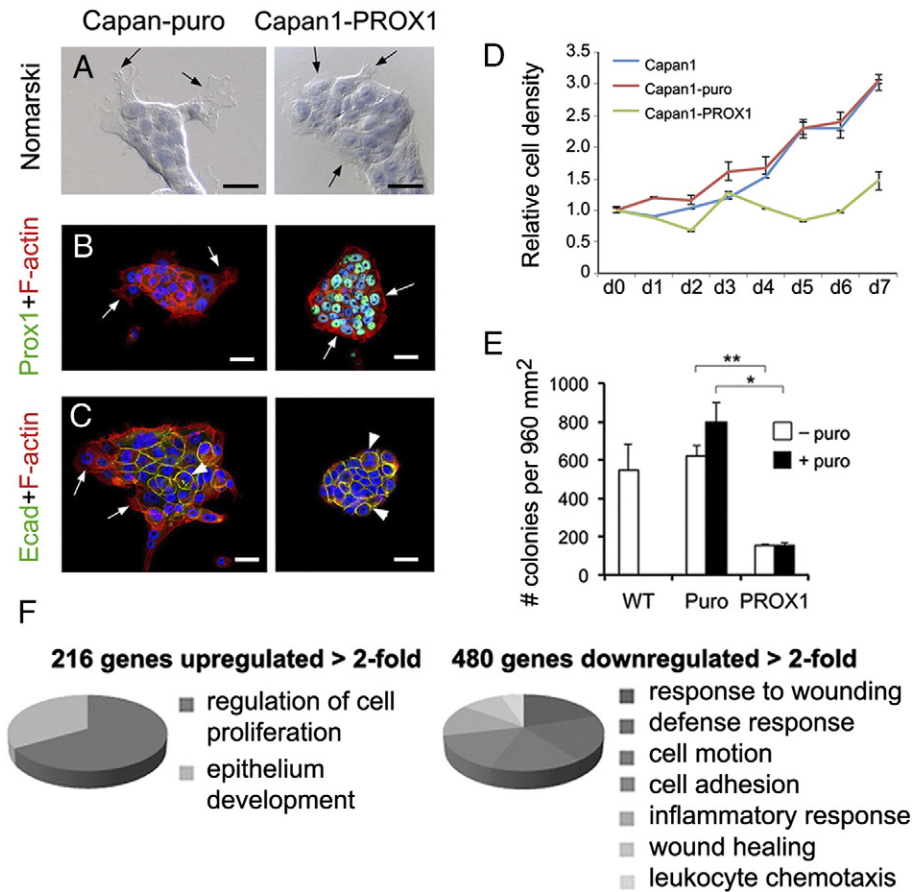 Capan-puro
Capan1-PROX1
Nomarski
A
Prox1+F-actin
B
Ecad+F-actin
C
D
Relative cell density
3.5
3.0
2.5
2.0
1.5
1.0
0.5
0
Capan1
Capan1-puro
Capan1-PROX1
d0 d1 d2 d3 d4 d5 d6 d7
E
# colonies per 960 mm2
1000
800
600
400
200
0
**
*
– puro
+ puro
WT Puro PROX1
F
216 genes upregulated > 2-fold
regulation of cell
proliferation
epithelium
development
480 genes downregulated > 2-fold
response to wounding
defense response
cell motion
cell adhesion
inflammatory response
wound healing
leukocyte chemotaxis